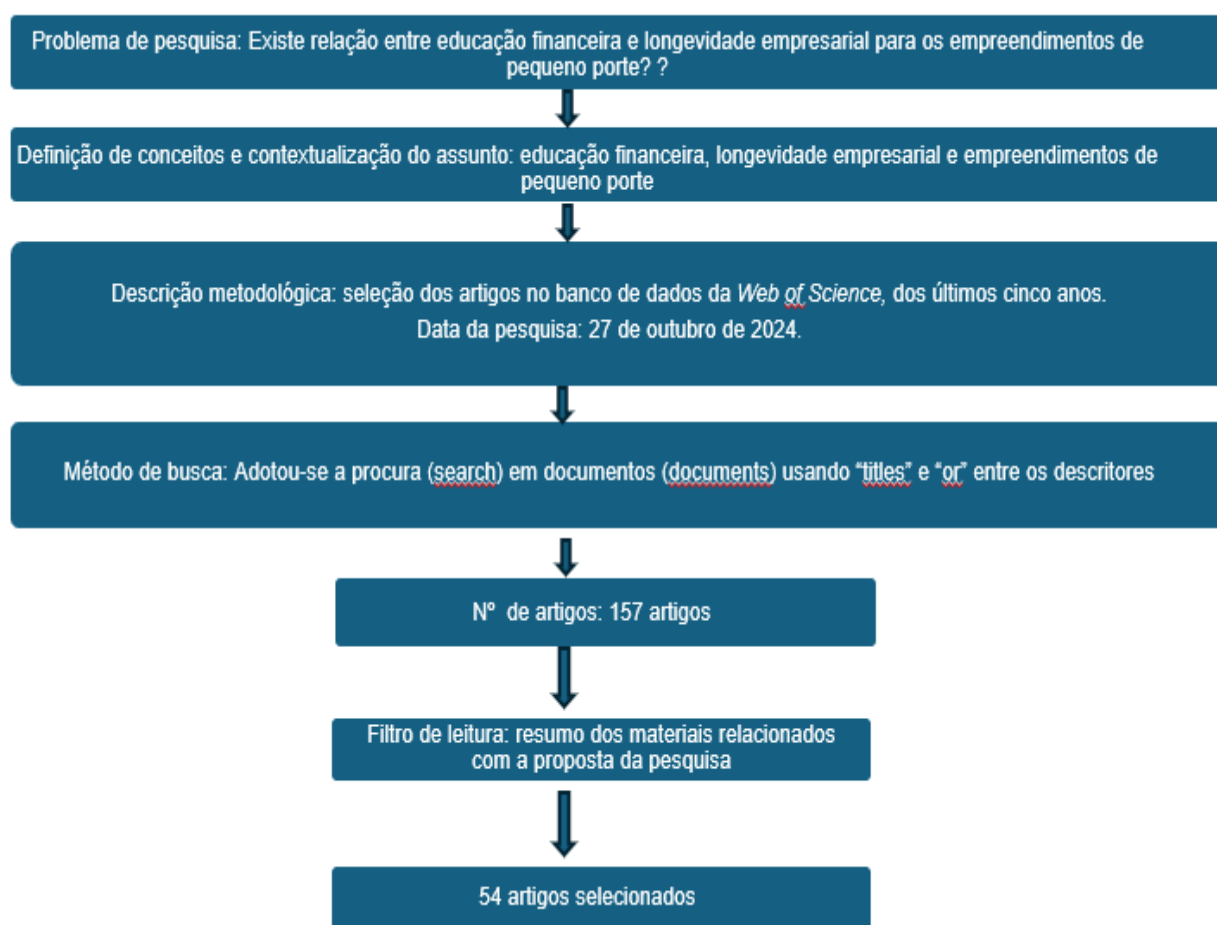 Problema de pesquisa: Existe relação entre educação financeira e longevidade empresarial para os empreendimentos de
pequeno porte? ?
Definição de conceitos e contextualização do assunto: educação financeira, longevidade empresarial e empreendimentos de
pequeno porte
Descrição metodológica: seleção dos artigos no banco de dados da Web of Science, dos últimos cinco anos.
Data da pesquisa: 27 de outubro de 2024.
Método de busca: Adotou-se a procura (search) em documentos (documents) usando “titles” e “or” entre os descritores
Nº de artigos: 157 artigos
Filtro de leitura: resumo dos materiais relacionados
com a proposta da pesquisa
54 artigos selecionados